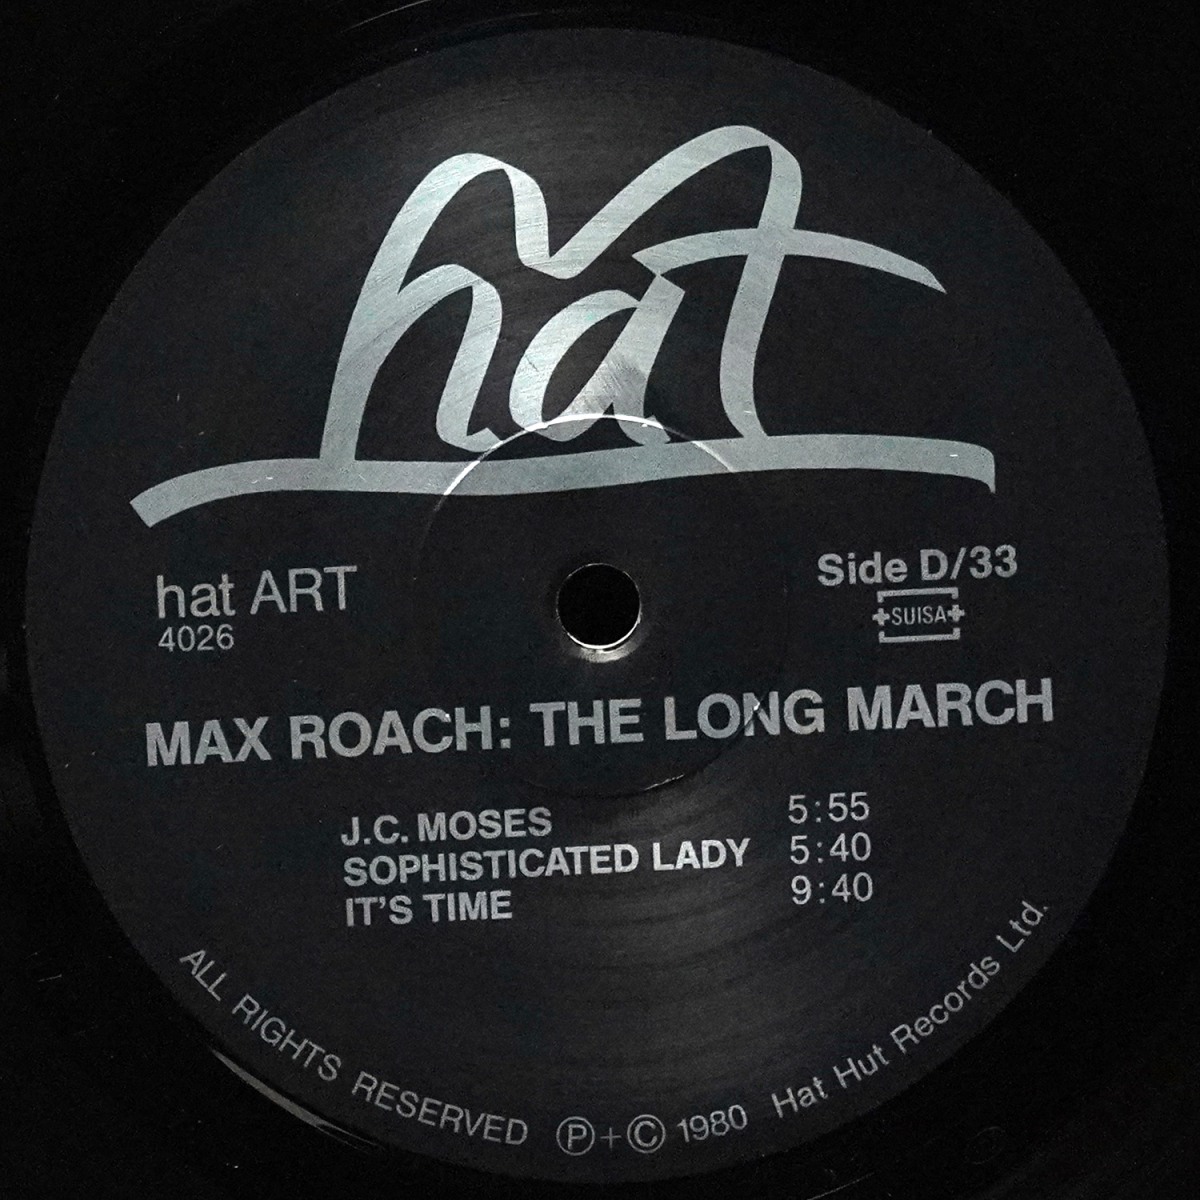 hat
hat ART
4026
Side D/33
SUISA
MAX ROACH: THE LONG MARCH
J.C. MOSES 5:55
SOPHISTICATED LADY 5:40
IT'S TIME 9:40
ALL RIGHTS RESERVED Ⓟ+© 1980 Hat Hut Records Ltd.